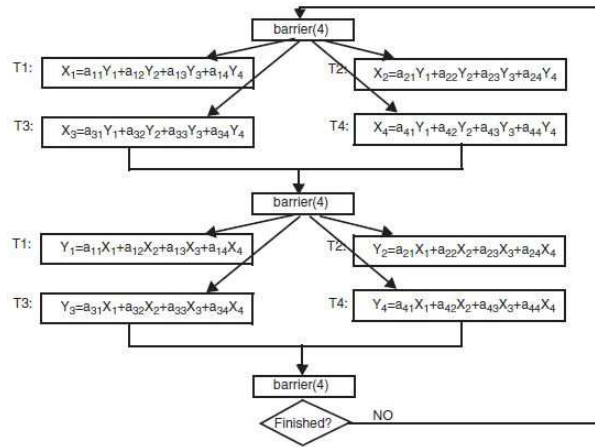 barrier(4)
T1: X₁=a₁₁Y₁+a₁₂Y₂+a₁₃Y₃+a₁₄Y₄
T2: X₂=a₂₁Y₁+a₂₂Y₂+a₂₃Y₃+a₂₄Y₄
T3: X₃=a₃₁Y₁+a₃₂Y₂+a₃₃Y₃+a₃₄Y₄
T4: X₄=a₄₁Y₁+a₄₂Y₂+a₄₃Y₃+a₄₄Y₄
barrier(4)
T1: Y₁=a₁₁X₁+a₁₂X₂+a₁₃X₃+a₁₄X₄
T2: Y₂=a₂₁X₁+a₂₂X₂+a₂₃X₃+a₂₄X₄
T3: Y₃=a₃₁X₁+a₃₂X₂+a₃₃X₃+a₃₄X₄
T4: Y₄=a₄₁X₁+a₄₂X₂+a₄₃X₃+a₄₄X₄
barrier(4)
Finished? NO